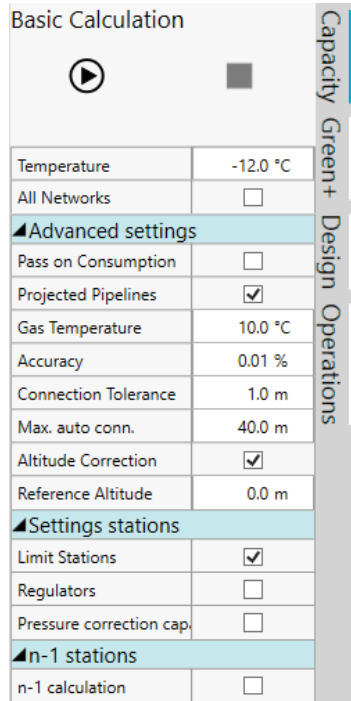 Basic Calculation
Temperature -12.0 °C
All Networks
Advanced settings
Pass on Consumption
Projected Pipelines
Gas Temperature 10.0 °C
Accuracy 0.01 %
Connection Tolerance 1.0 m
Max. auto conn. 40.0 m
Altitude Correction
Reference Altitude 0.0 m
Settings stations
Limit Stations
Regulators
Pressure correction capa
n-1 stations
n-1 calculation
Capacity
Green+
Design
Operations